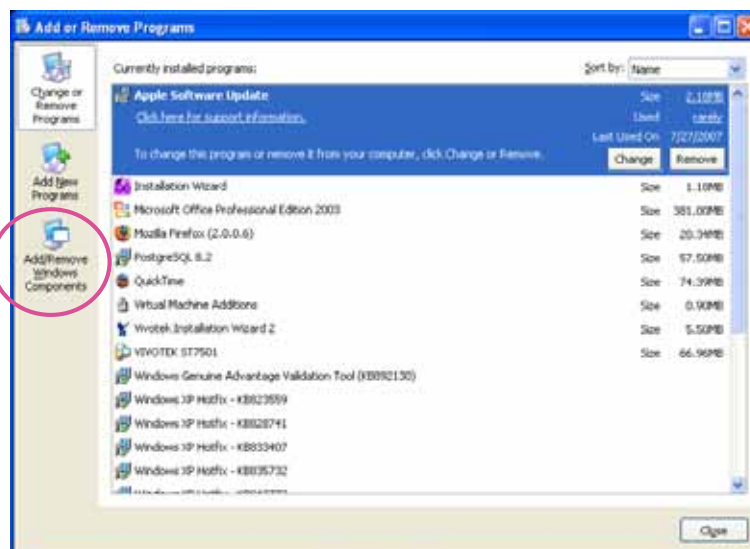 Add or Remove Programs
Change or Remove Programs
Add New Programs
Add/Remove Windows Components
Currently installed programs:
Sort by: Name
Apple Software Update Size 2.10MB
Click here for support information. Used rarely
Last Used On 7/27/2007
To change this program or remove it from your computer, click Change or Remove.
Change Remove
Installation Wizard Size 1.10MB
Microsoft Office Professional Edition 2003 Size 381.00MB
Mozilla Firefox (2.0.0.6) Size 20.34MB
PostgreSQL 8.2 Size 57.50MB
QuickTime Size 74.39MB
Virtual Machine Additions Size 0.90MB
Vivotek Installation Wizard 2 Size 5.50MB
VIVOTEK ST7501 Size 66.96MB
Windows Genuine Advantage Validation Tool (KB892130)
Windows XP Hotfix - KB823559
Windows XP Hotfix - KB828741
Windows XP Hotfix - KB833407
Windows XP Hotfix - KB835732
Close